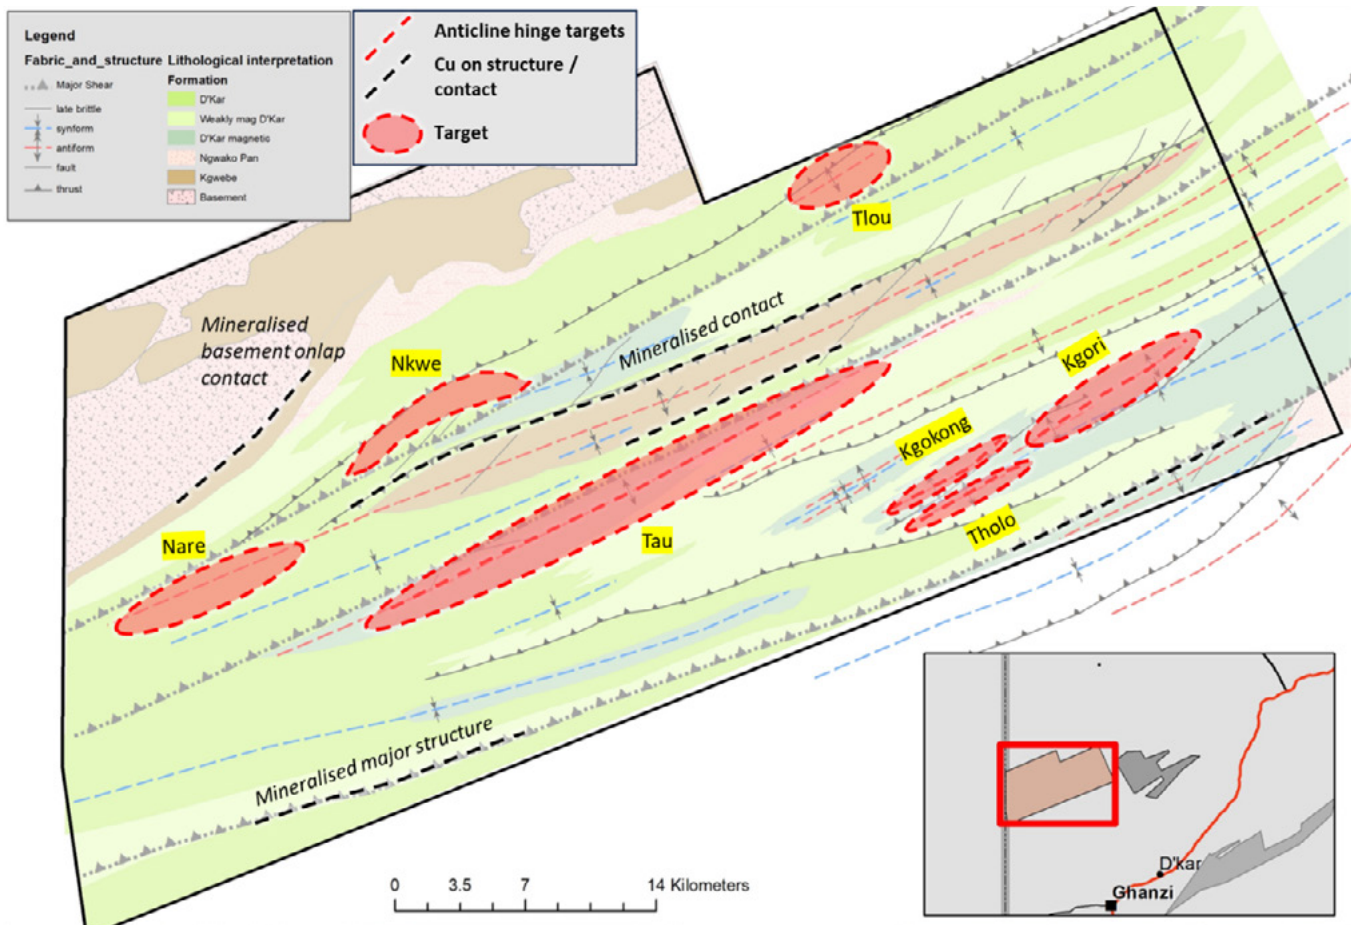 Legend
Fabric_and_structure
Major Shear
late brittle
synform
antiform
fault
thrust
Lithological interpretation
Formation
D'Kar
Weakly mag D'Kar
D'Kar magnetic
Ngwako Pan
Kgwebe
Basement
Anticline hinge targets
Cu on structure /
contact
Target
Tlou
Mineralised
basement onlap
contact
Nkwe
Mineralised contact
Kgori
Kgokong
Nare
Tau
Tholo
Mineralised major structure
0 3.5 7 14 Kilometers
D'kar
Ghanzi